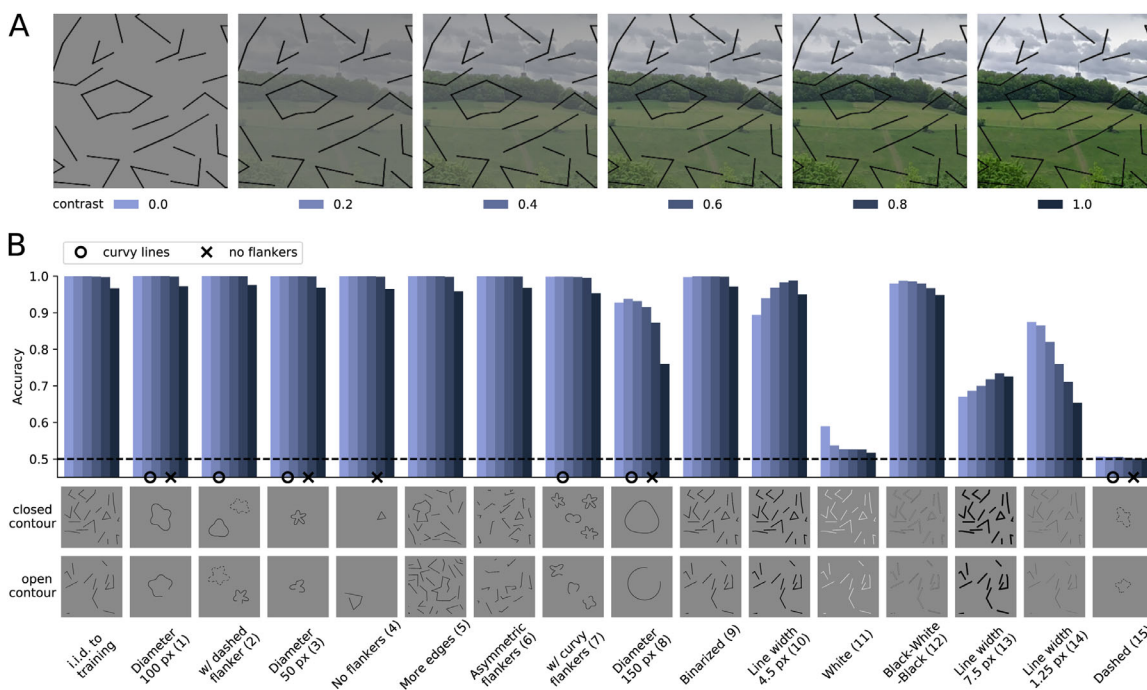 A
contrast 0.0 0.2 0.4 0.6 0.8 1.0
B
curvy lines no flankers
1.0
0.9
0.8
0.7
0.6
0.5
Accuracy
closed
contour
open
contour
i.i.d. to
training
Diameter
100 px (1)
w/ dashed
flanker (2)
Diameter
50 px (3)
No flankers (4)
More edges (5)
Asymmetric
flankers (6)
w/ curvy
flankers (7)
Diameter
150 px (8)
Binarized (9)
Line width
4.5 px (10)
White (11)
Black-White
-Black (12)
Line width
7.5 px (13)
Line width
1.25 px (14)
Dashed (15)